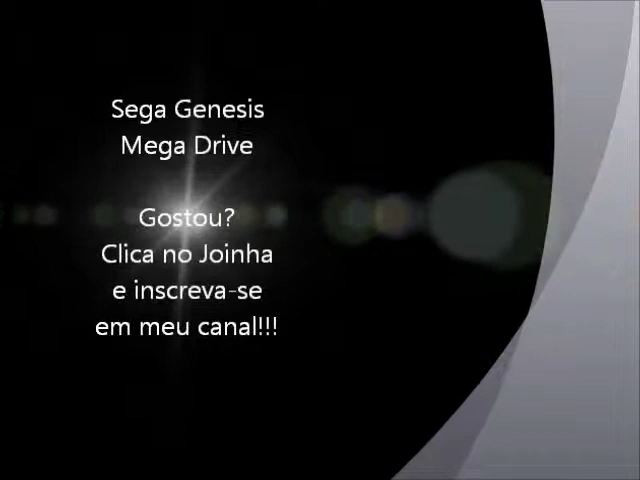 Sega Genesis
Mega Drive
Gostou?
Clica no Joinha
e inscreva-se
em meu canal!!!